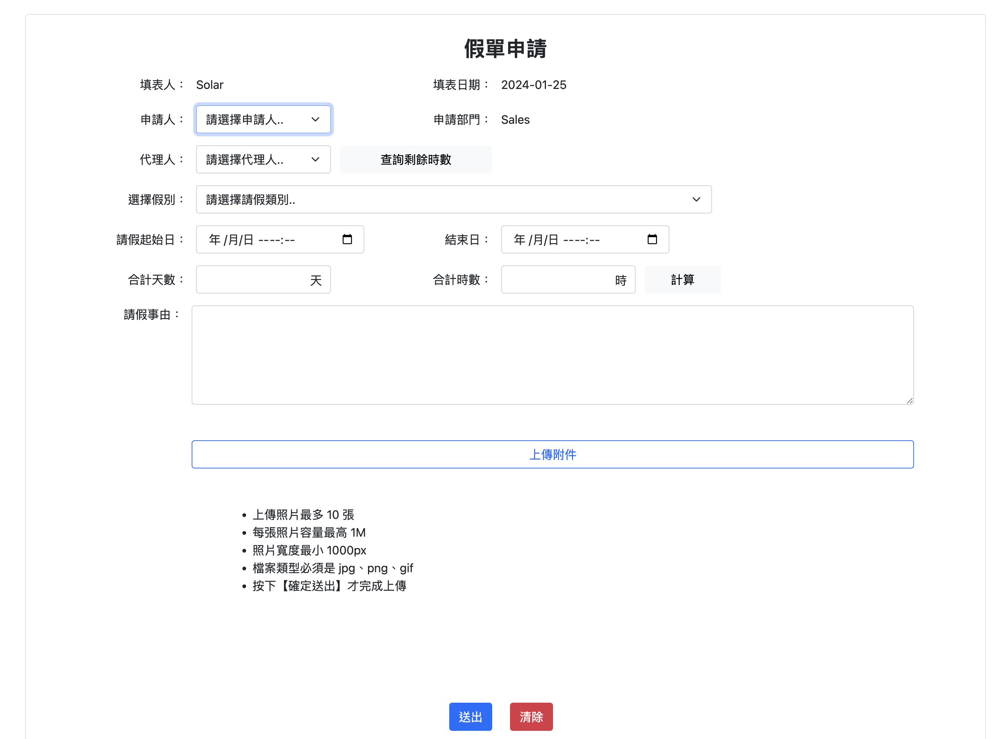 假單申請
填表人： Solar 填表日期： 2024-01-25
申請人： 請選擇申請人.. 申請部門： Sales
代理人： 請選擇代理人.. 查詢剩餘時數
選擇假別： 請選擇請假類別..
請假起始日： 年 /月/日 ----:-- 結束日： 年 /月/日 ----:--
合計天數： 天 合計時數： 時 計算
請假事由：
上傳附件
• 上傳照片最多 10 張
• 每張照片容量最高 1M
• 照片寬度最小 1000px
• 檔案類型必須是 jpg、png、gif
• 按下【確定送出】才完成上傳
送出 清除